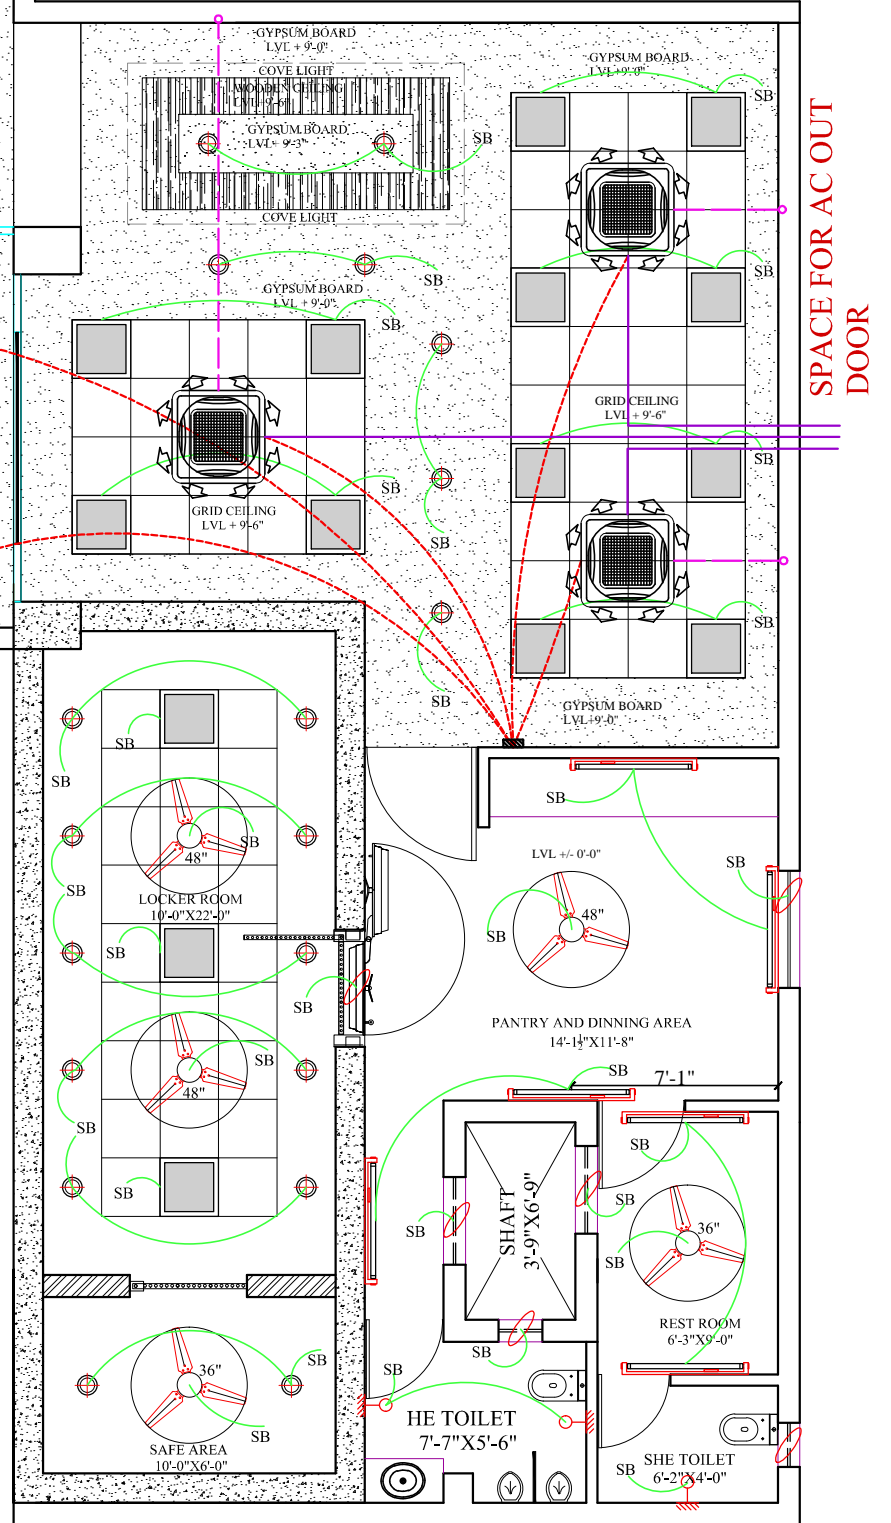 GYPSUM BOARD
LVL + 9'-0"
COVE LIGHT
WOODEN CEILING
LVL+9'-6"
GYPSUM BOARD
LVL+ 9'-3"
SB
COVE LIGHT
GYPSUM BOARD
LVL+9'-0"
SB
SPACE FOR AC OUT
DOOR
SB
SB
GYPSUM BOARD
LVL + 9'-0"
SB
GRID CEILING
LVL + 9'-6"
SB
SB
GRID CEILING
LVL + 9'-6"
SB
SB
SB
GYPSUM BOARD
LVL+9'-0"
SB
SB
SB
SB
48"
SB
LOCKER ROOM
10'-0"X22'-0"
SB
SB
SB
48"
SB
SB
SB
LVL +/- 0'-0"
SB
48"
SB
PANTRY AND DINNING AREA
14'-1½"X11'-8"
SB
7'-1"
SB
SB
SB
SHAFT
3'-9"X6'-9"
36"
SB
REST ROOM
6'-3"X9'-0"
SB
SB
36"
SB
SB
SAFE AREA
10'-0"X6'-0"
HE TOILET
7'-7"X5'-6"
SHE TOILET
6'-2"X4'-0"
SB